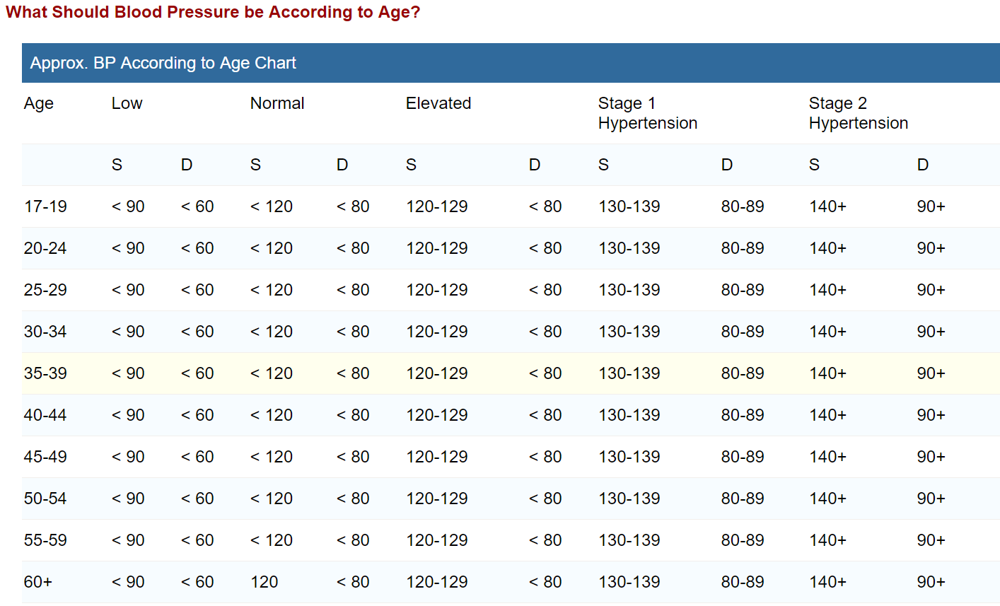 What Should Blood Pressure be According to Age?
Approx. BP According to Age Chart
Age Low Normal Elevated Stage 1 Hypertension Stage 2 Hypertension
S D S D S D S D S D
17-19 < 90 < 60 < 120 < 80 120-129 < 80 130-139 80-89 140+ 90+
20-24 < 90 < 60 < 120 < 80 120-129 < 80 130-139 80-89 140+ 90+
25-29 < 90 < 60 < 120 < 80 120-129 < 80 130-139 80-89 140+ 90+
30-34 < 90 < 60 < 120 < 80 120-129 < 80 130-139 80-89 140+ 90+
35-39 < 90 < 60 < 120 < 80 120-129 < 80 130-139 80-89 140+ 90+
40-44 < 90 < 60 < 120 < 80 120-129 < 80 130-139 80-89 140+ 90+
45-49 < 90 < 60 < 120 < 80 120-129 < 80 130-139 80-89 140+ 90+
50-54 < 90 < 60 < 120 < 80 120-129 < 80 130-139 80-89 140+ 90+
55-59 < 90 < 60 < 120 < 80 120-129 < 80 130-139 80-89 140+ 90+
60+ < 90 < 60 120 < 80 120-129 < 80 130-139 80-89 140+ 90+